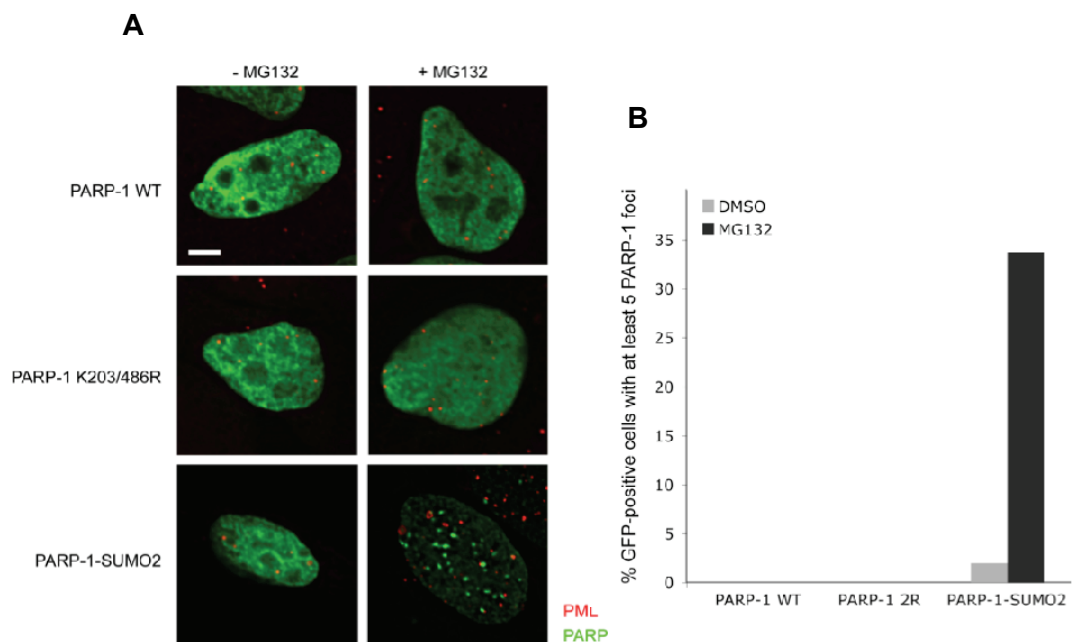 A
- MG132
+ MG132
PARP-1 WT
PARP-1 K203/486R
PARP-1-SUMO2
PML
PARP
B
% GFP-positive cells with at least 5 PARP-1 foci
DMSO
MG132
35
30
25
20
15
10
5
0
PARP-1 WT
PARP-1 2R
PARP-1-SUMO2